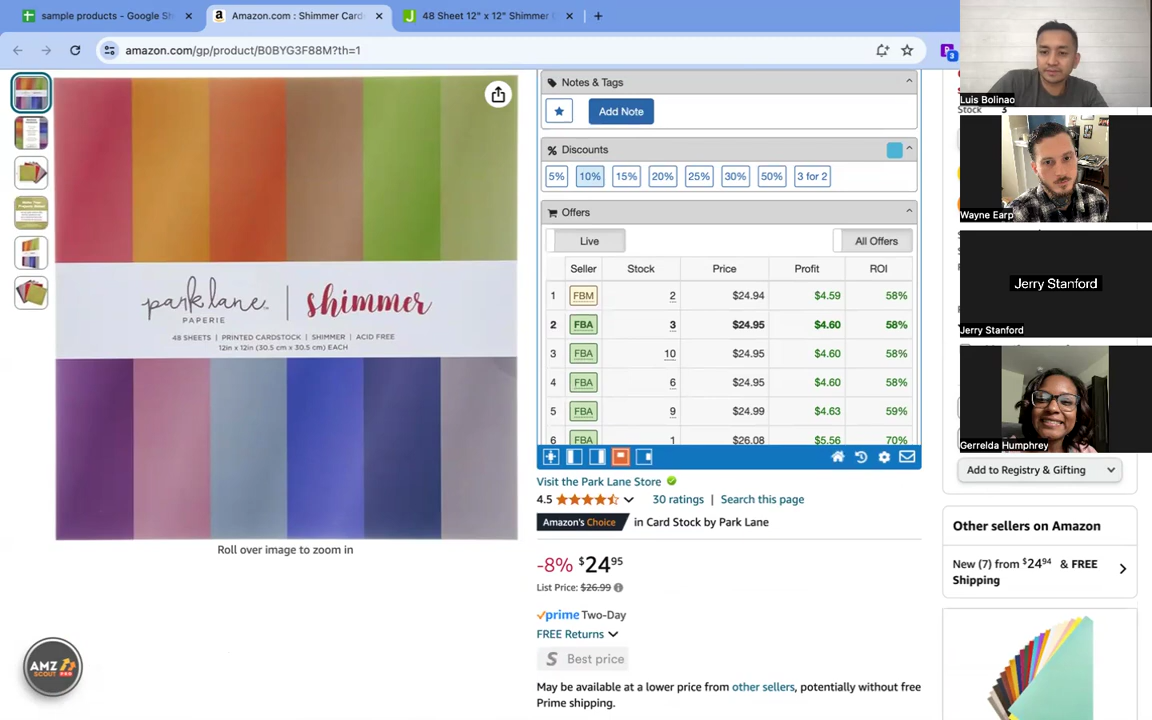 sample products - Google Sh
Amazon.com : Shimmer Card
48 Sheet 12" x 12" Shimmer
amazon.com/gp/product/B0BYG3F88M?th=1
park lane
PAPERIE
shimmer
48 SHEETS | PRINTED CARDSTOCK | SHIMMER | ACID FREE
12in x 12in (30.5 cm x 30.5 cm) EACH
Roll over image to zoom in
AMZ
SCOUT PRO
Notes & Tags
Add Note
Discounts
5% 10% 15% 20% 25% 30% 50% 3 for 2
Offers
Live All Offers
Seller Stock Price Profit ROI
1 FBM 2 $24.94 $4.59 58%
2 FBA 3 $24.95 $4.60 58%
3 FBA 10 $24.95 $4.60 58%
4 FBA 6 $24.95 $4.60 58%
5 FBA 9 $24.99 $4.63 59%
6 FBA 1 $26.08 $5.56 70%
Visit the Park Lane Store
4.5 30 ratings | Search this page
Amazon's Choice in Card Stock by Park Lane
-8% $2495
List Price: $26.99
prime Two-Day
FREE Returns
S Best price
May be available at a lower price from other sellers, potentially without free
Prime shipping.
Stock 3
Luis Bolinao
Wayne Earp
Jerry Stanford
Jerry Stanford
Gerrelda Humphrey
Add to Registry & Gifting
Other sellers on Amazon
New (7) from $2494 & FREE
Shipping